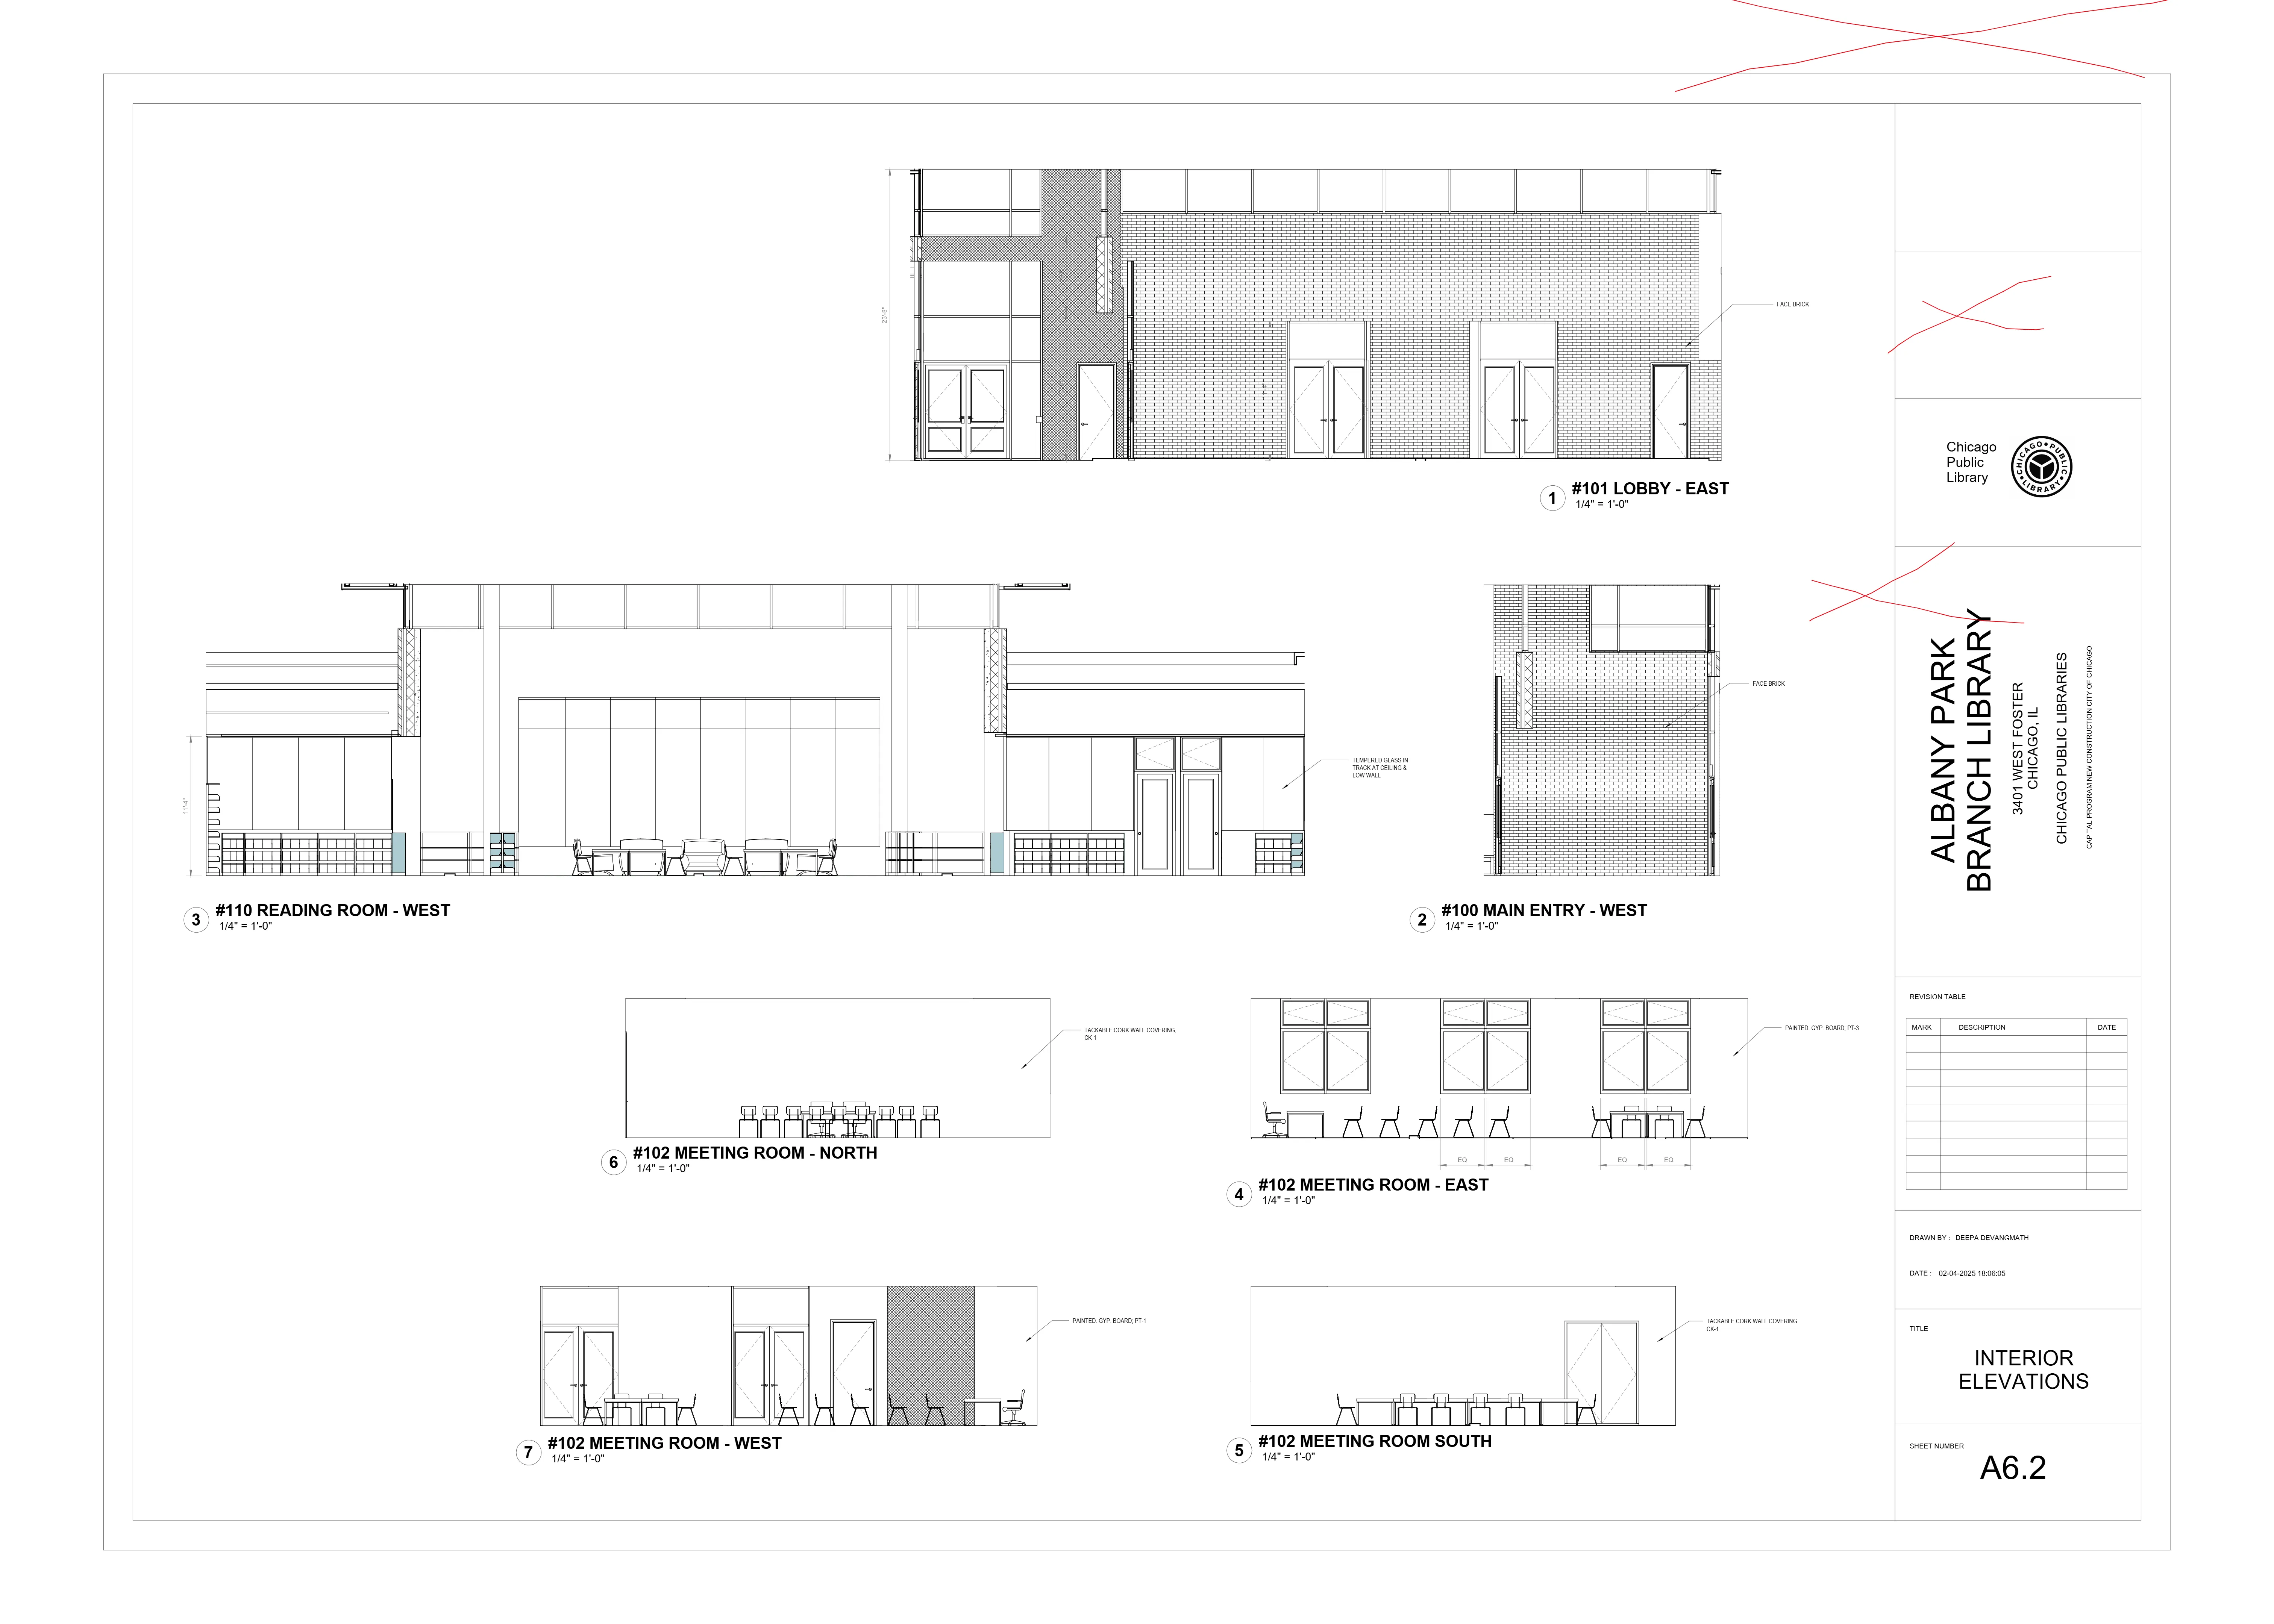 23'-8"
FACE BRICK
1
#101 LOBBY - EAST
1/4" = 1'-0"
11'-4"
TEMPERED GLASS IN
TRACK AT CEILING &
LOW WALL
3
#110 READING ROOM - WEST
1/4" = 1'-0"
FACE BRICK
2
#100 MAIN ENTRY - WEST
1/4" = 1'-0"
TACKABLE CORK WALL COVERING,
CK-1
6
#102 MEETING ROOM - NORTH
1/4" = 1'-0"
PAINTED. GYP. BOARD; PT-3
EQ
EQ
EQ
EQ
4
#102 MEETING ROOM - EAST
1/4" = 1'-0"
PAINTED. GYP. BOARD; PT-1
7
#102 MEETING ROOM - WEST
1/4" = 1'-0"
TACKABLE CORK WALL COVERING
CK-1
5
#102 MEETING ROOM SOUTH
1/4" = 1'-0"
Chicago
Public
Library
CHICAGO PUBLIC
LIBRARY
ALBANY PARK
BRANCH LIBRARY
3401 WEST FOSTER
CHICAGO, IL
CHICAGO PUBLIC LIBRARIES
CAPITAL PROGRAM NEW CONSTRUCTION CITY OF CHICAGO,
REVISION TABLE
MARK DESCRIPTION DATE
DRAWN BY : DEEPA DEVANGMATH
DATE : 02-04-2025 18:06:05
TITLE
INTERIOR
ELEVATIONS
SHEET NUMBER
A6.2